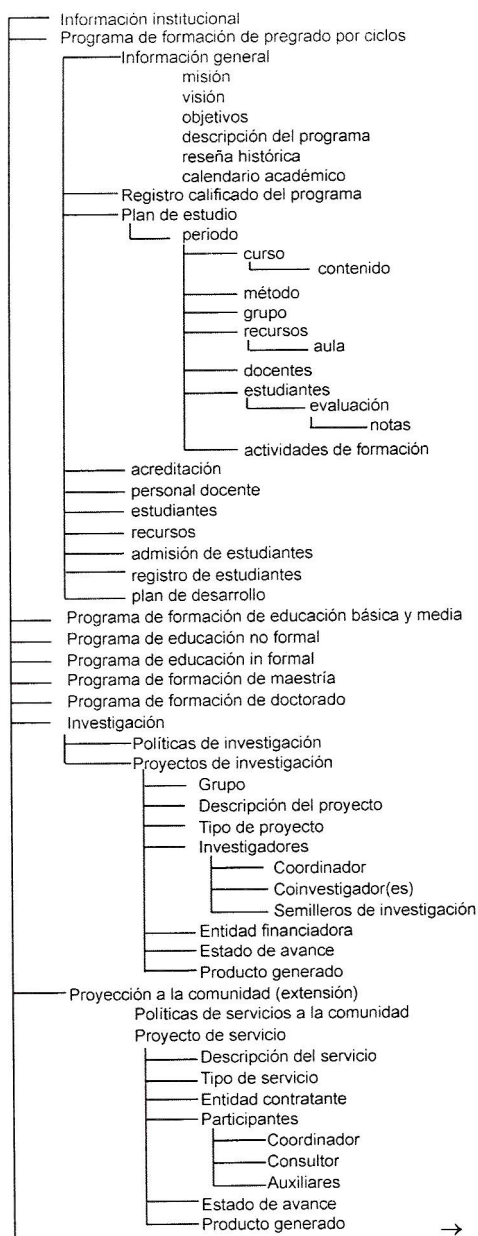 Información institucional
Programa de formación de pregrado por ciclos
Información general
misión
visión
objetivos
descripción del programa
reseña histórica
calendario académico
Registro calificado del programa
Plan de estudio
periodo
curso
contenido
método
grupo
recursos
aula
docentes
estudiantes
evaluación
notas
actividades de formación
acreditación
personal docente
estudiantes
recursos
admisión de estudiantes
registro de estudiantes
plan de desarrollo
Programa de formación de educación básica y media
Programa de educación no formal
Programa de educación in formal
Programa de formación de maestría
Programa de formación de doctorado
Investigación
Políticas de investigación
Proyectos de investigación
Grupo
Descripción del proyecto
Tipo de proyecto
Investigadores
Coordinador
Coinvestigador(es)
Semilleros de investigación
Entidad financiadora
Estado de avance
Producto generado
Proyección a la comunidad (extensión)
Políticas de servicios a la comunidad
Proyecto de servicio
Descripción del servicio
Tipo de servicio
Entidad contratante
Participantes
Coordinador
Consultor
Auxiliares
Estado de avance
Producto generado →